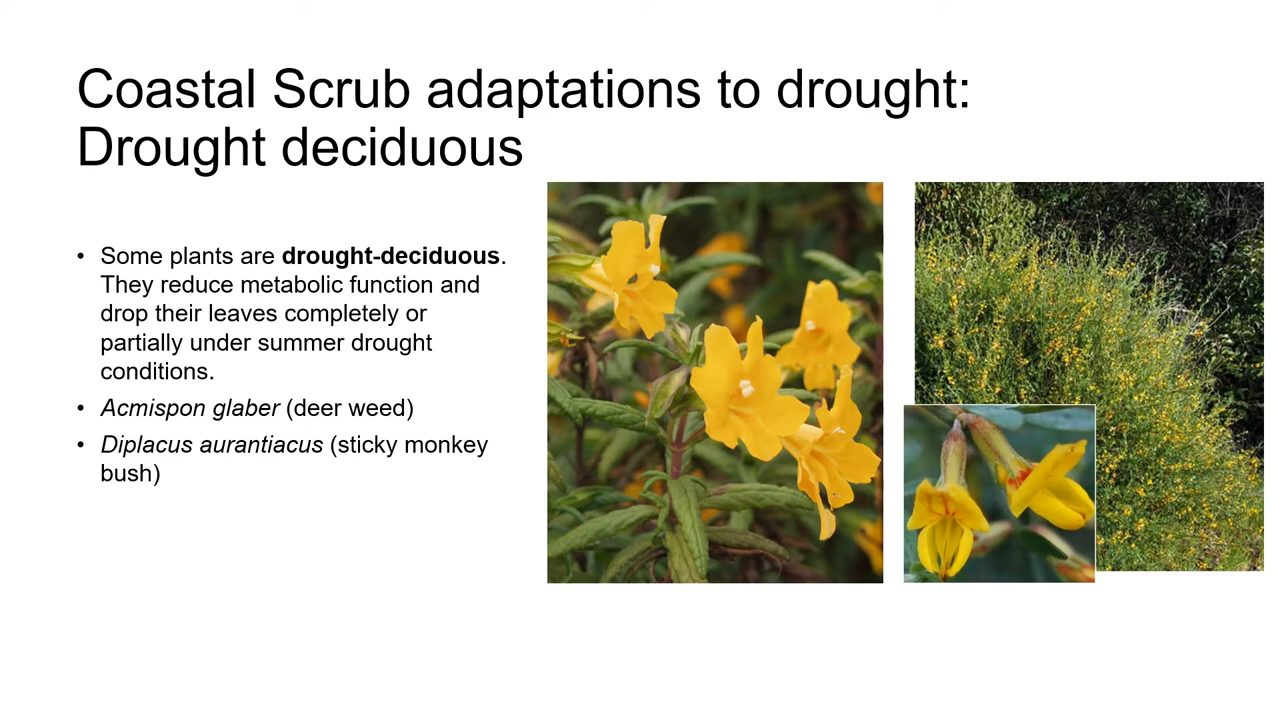 Coastal Scrub adaptations to drought:
Drought deciduous
• Some plants are drought-deciduous.
They reduce metabolic function and
drop their leaves completely or
partially under summer drought
conditions.
• Acmispon glaber (deer weed)
• Diplacus aurantiacus (sticky monkey
bush)